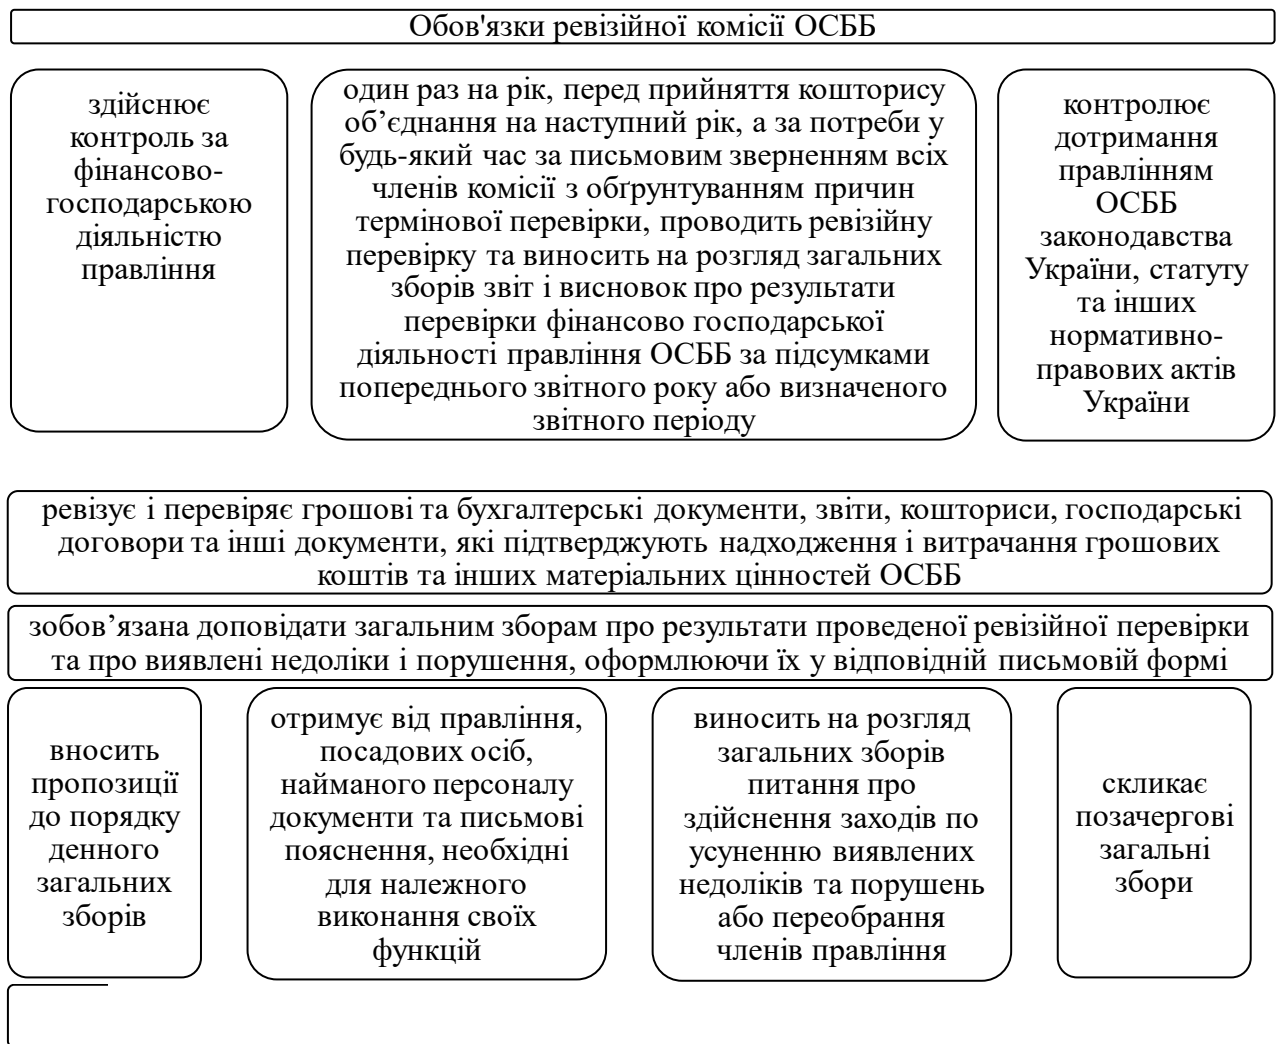 Обов'язки ревізійної комісії ОСББ
здійснює
контроль за
фінансово-
господарською
діяльністю
правління
один раз на рік, перед прийняття кошторису
об’єднання на наступний рік, а за потреби у
будь-який час за письмовим зверненням всіх
членів комісії з обґрунтуванням причин
термінової перевірки, проводить ревізійну
перевірку та виносить на розгляд загальних
зборів звіт і висновок про результати
перевірки фінансово господарської
діяльності правління ОСББ за підсумками
попереднього звітного року або визначеного
звітного періоду
контролює
дотримання
правлінням
ОСББ
законодавства
України, статуту
та інших
нормативно-
правових актів
України
ревізує і перевіряє грошові та бухгалтерські документи, звіти, кошториси, господарські
договори та інші документи, які підтверджують надходження і витрачання грошових
коштів та інших матеріальних цінностей ОСББ
зобов’язана доповідати загальним зборам про результати проведеної ревізійної перевірки
та про виявлені недоліки і порушення, оформлюючи їх у відповідній письмовій формі
вносить
пропозиції
до порядку
денного
загальних
зборів
отримує від правління,
посадових осіб,
найманого персоналу
документи та письмові
пояснення, необхідні
для належного
виконання своїх
функцій
виносить на розгляд
загальних зборів
питання про
здійснення заходів по
усуненню виявлених
недоліків та порушень
або переобрання
членів правління
скликає
позачергові
загальні
збори